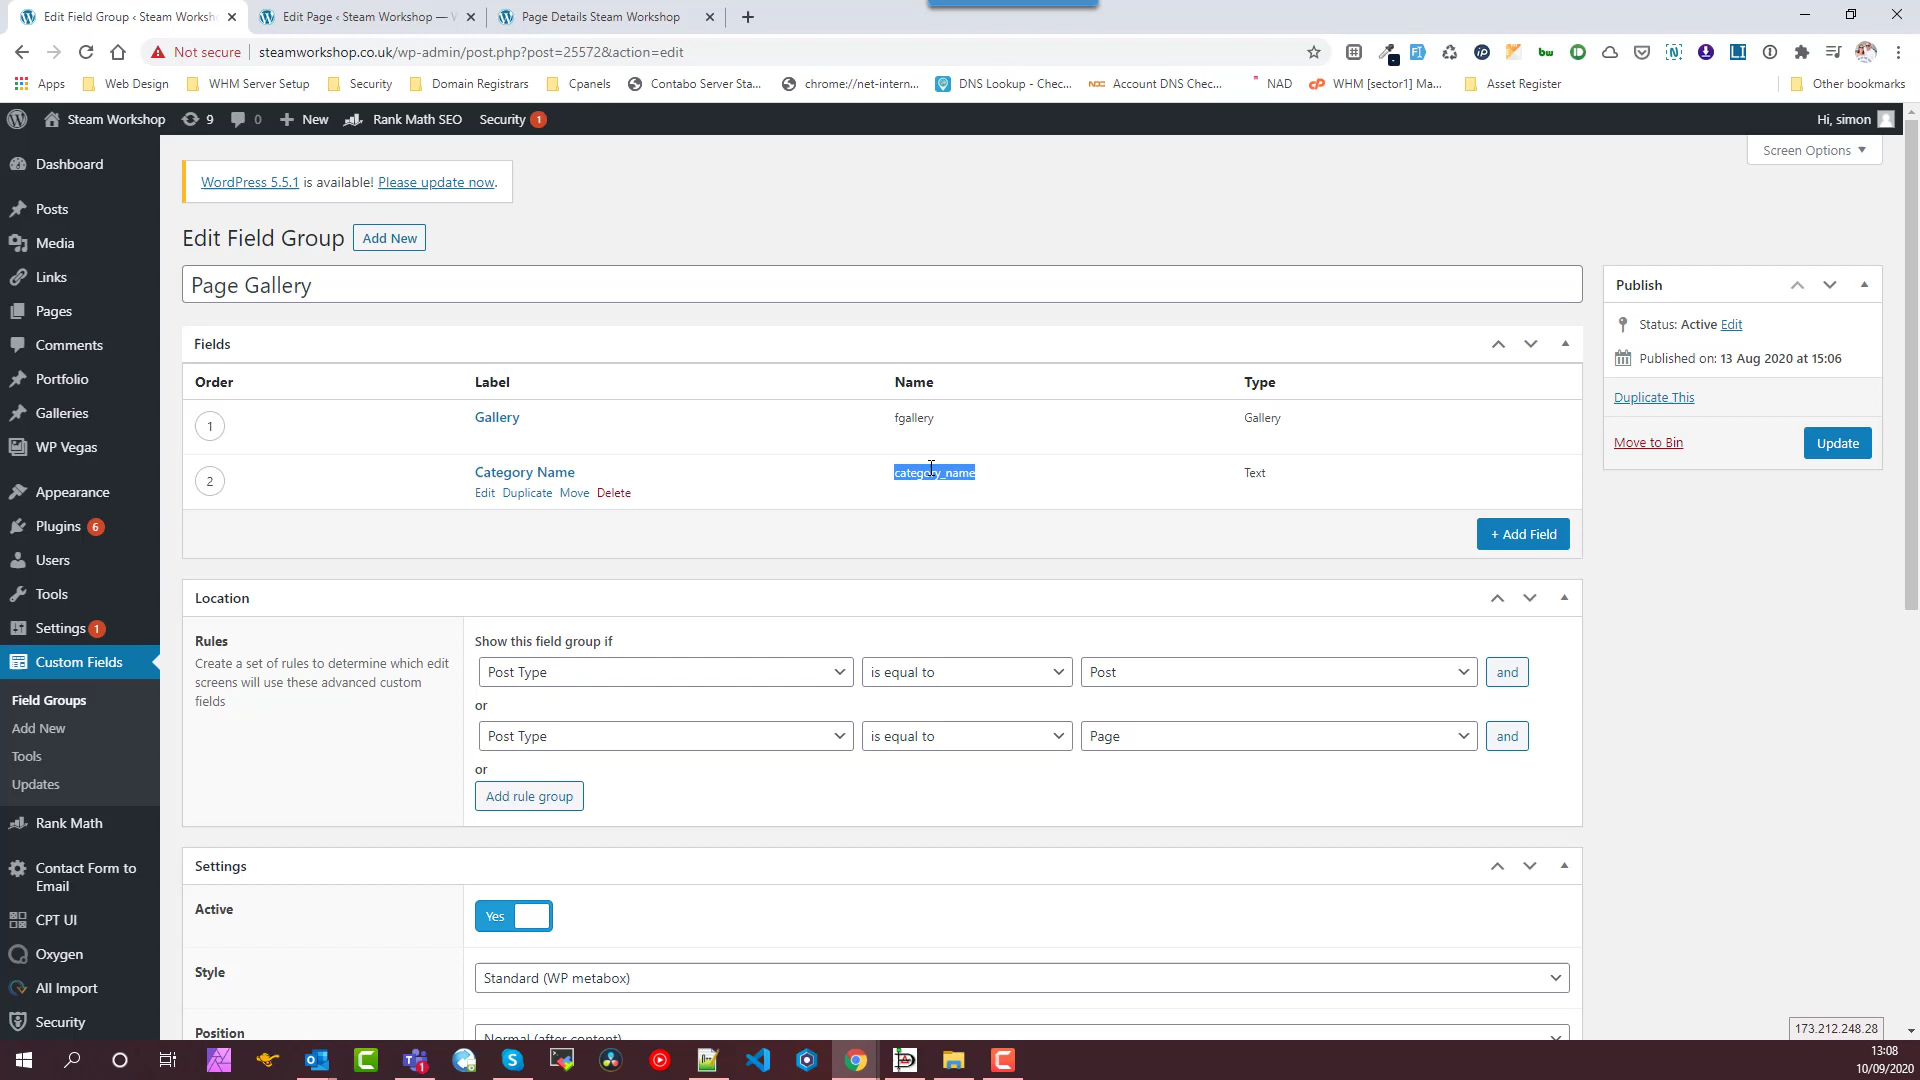 Edit Field Group ‹ Steam Worksh
Edit Page ‹ Steam Workshop —
Page Details Steam Workshop
Not secure
steamworkshop.co.uk/wp-admin/post.php?post=25572&action=edit
Apps
Web Design
WHM Server Setup
Security
Domain Registrars
Cpanels
Contabo Server Sta...
chrome://net-intern...
DNS Lookup - Chec...
Account DNS Chec...
NAD
WHM [sector1] Ma...
Asset Register
Other bookmarks
Steam Workshop
9
0
New
Rank Math SEO
Security 1
Hi, simon
Screen Options
Dashboard
Posts
Media
Links
Pages
Comments
Portfolio
Galleries
WP Vegas
Appearance
Plugins 6
Users
Tools
Settings 1
Custom Fields
Field Groups
Add New
Tools
Updates
Rank Math
Contact Form to
Email
CPT UI
Oxygen
All Import
Security
WordPress 5.5.1 is available! Please update now.
Edit Field Group
Add New
Page Gallery
Fields
Order Label Name Type
1 Gallery fgallery Gallery
2 Category Name category_name Text
Edit Duplicate Move Delete
+ Add Field
Location
Rules
Create a set of rules to determine which edit
screens will use these advanced custom
fields
Show this field group if
Post Type is equal to Post and
or
Post Type is equal to Page and
or
Add rule group
Settings
Active
Yes
Style
Standard (WP metabox)
Position
Normal (after content)
Publish
Status: Active Edit
Published on: 13 Aug 2020 at 15:06
Duplicate This
Move to Bin
Update
173.212.248.28
13:08
10/09/2020